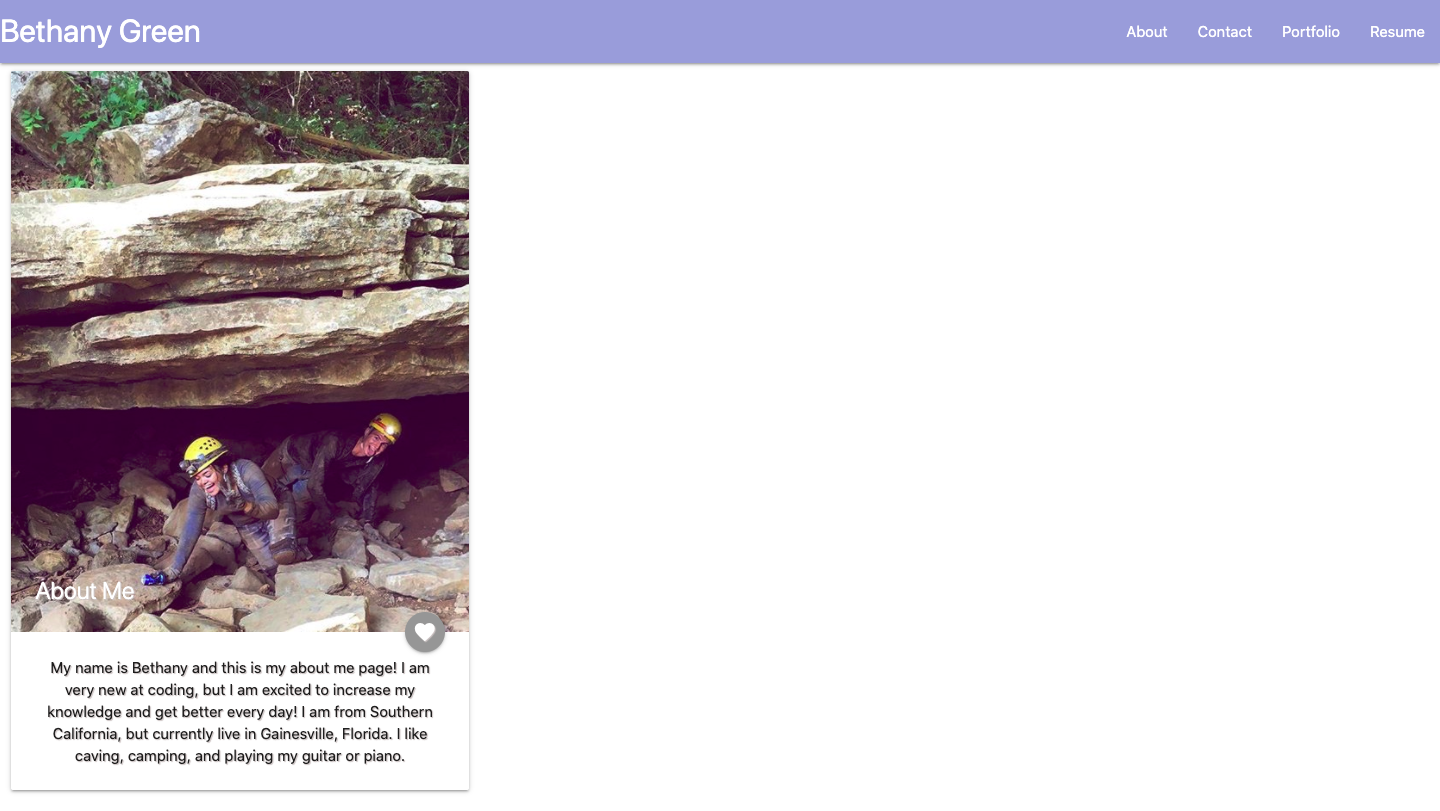 Bethany Green
About Contact Portfolio Resume
About Me
My name is Bethany and this is my about me page! I am
very new at coding, but I am excited to increase my
knowledge and get better every day! I am from Southern
California, but currently live in Gainesville, Florida. I like
caving, camping, and playing my guitar or piano.